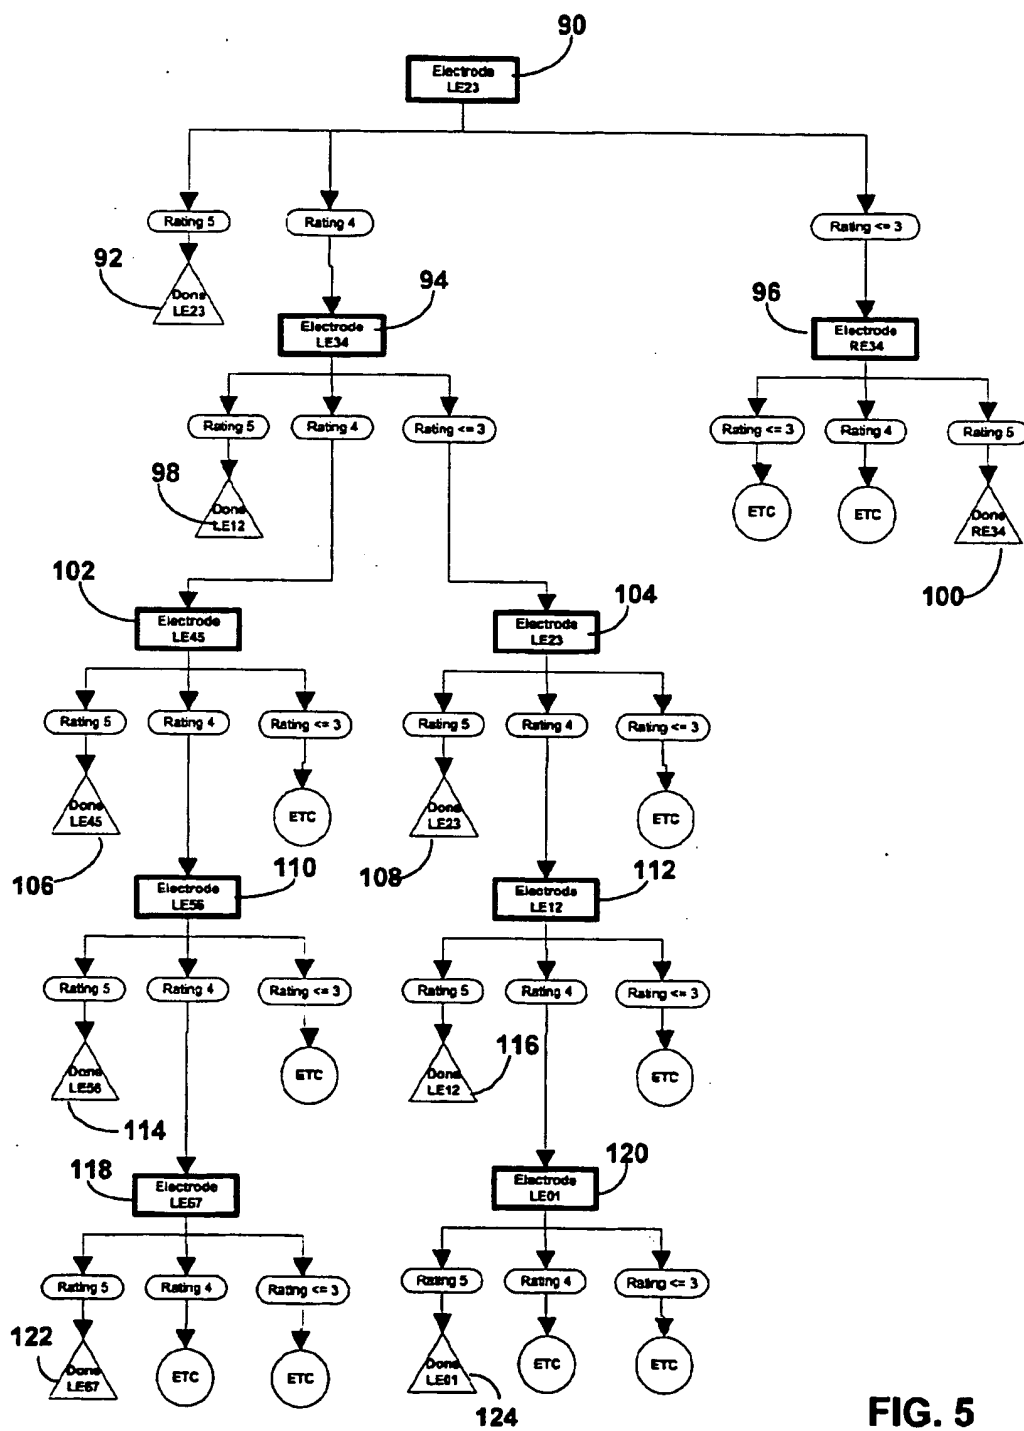 90
Electrode
LE23
Rating 5
Rating 4
Rating <= 3
92
Done
LE23
94
Electrode
LE34
96
Electrode
RE34
Rating 5
Rating 4
Rating <= 3
Rating <= 3
Rating 4
Rating 5
98
Done
LE12
ETC
ETC
Done
RE34
100
102
Electrode
LE45
104
Electrode
LE23
Rating 5
Rating 4
Rating <= 3
Rating 5
Rating 4
Rating <= 3
Done
LE45
ETC
Done
LE23
ETC
106
108
110
Electrode
LE56
112
Electrode
LE12
Rating 5
Rating 4
Rating <= 3
Rating 5
Rating 4
Rating <= 3
Done
LE56
ETC
116
Done
LE12
ETC
114
118
Electrode
LE67
120
Electrode
LE01
Rating 5
Rating 4
Rating <= 3
Rating 5
Rating 4
Rating <= 3
122
Done
LE67
ETC
ETC
Done
LE01
ETC
ETC
124
FIG. 5